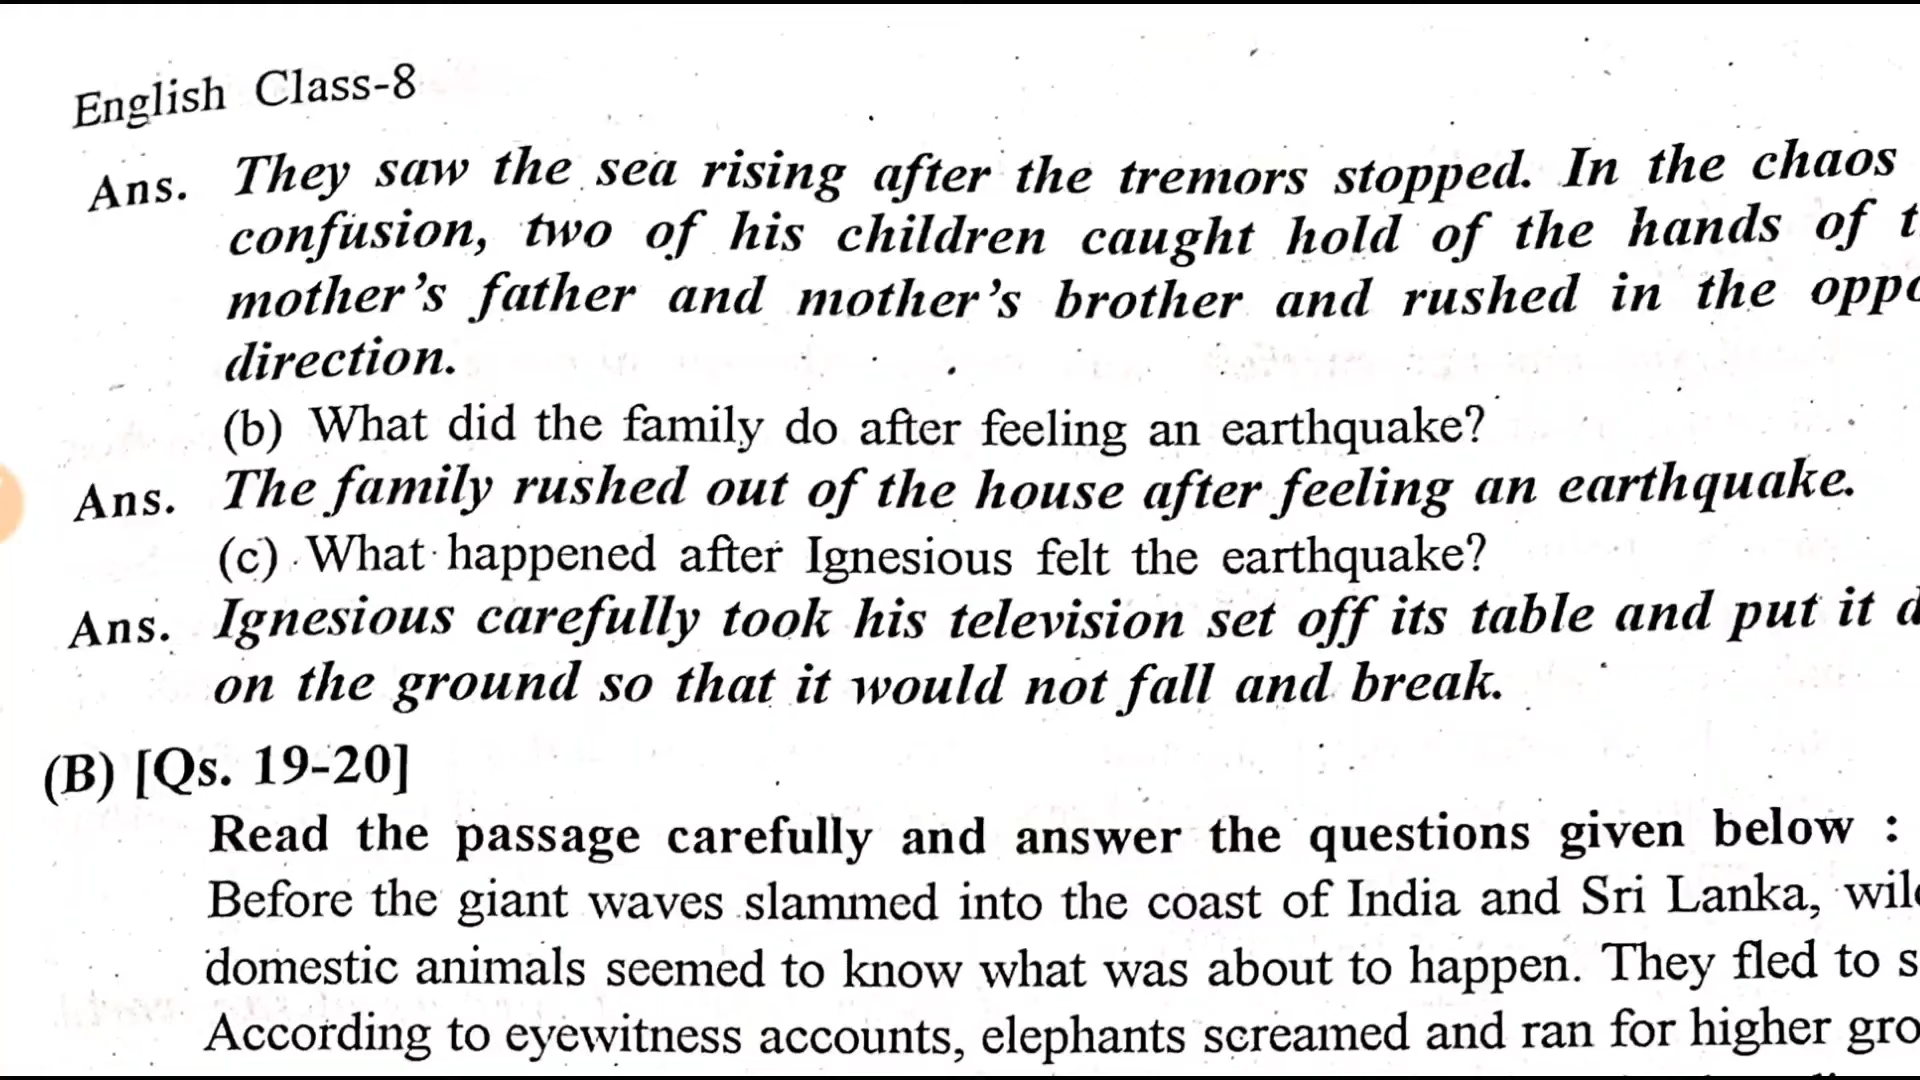 English Class-8
Ans. They saw the sea rising after the tremors stopped. In the chaos
confusion, two of his children caught hold of the hands of
mother's father and mother's brother and rushed in the
direction.
(b) What did the family do after feeling an earthquake?
Ans. The family rushed out of the house after feeling an earthquake.
(c) What happened after Ignesious felt the earthquake?
Ans. Ignesious carefully took his television set off its table and put it
on the ground so that it would not fall and break.
(B) [Qs. 19-20]
Read the passage carefully and answer the questions given below :
Before the giant waves slammed into the coast of India and Sri Lanka,
domestic animals seemed to know what was about to happen. They fled to
According to eyewitness accounts, elephants screamed and ran for higher